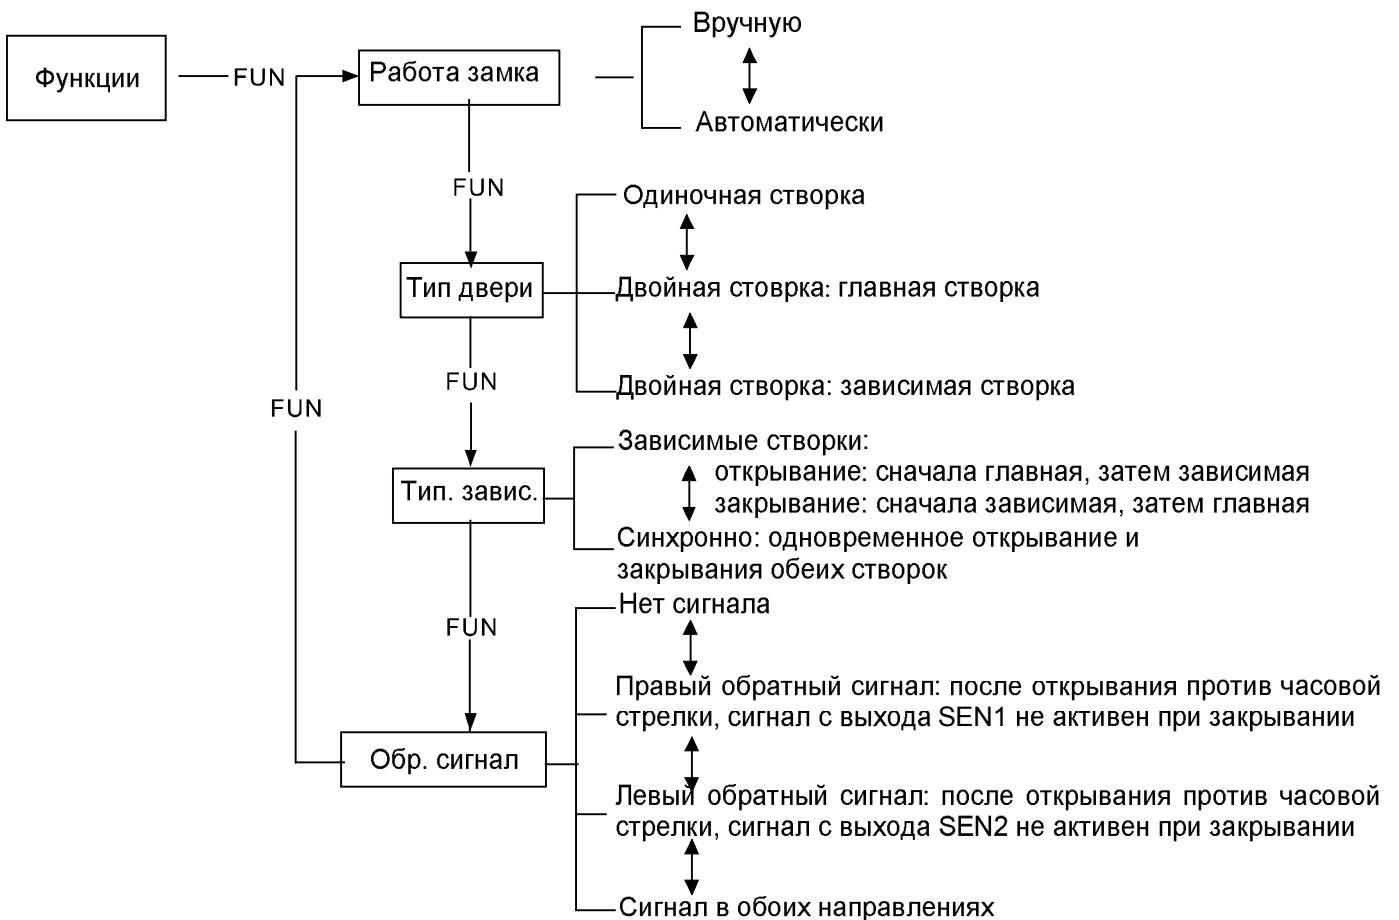 Функции
FUN
Работа замка
Вручную
Автоматически
FUN
Тип двери
Одиночная створка
Двойная стоврка: главная створка
Двойная створка: зависимая створка
FUN
FUN
Тип. завис.
Зависимые створки:
открывание: сначала главная, затем зависимая
закрывание: сначала зависимая, затем главная
Синхронно: одновременное открывание и
закрывания обеих створок
FUN
Обр. сигнал
Нет сигнала
Правый обратный сигнал: после открывания против часовой
стрелки, сигнал с выхода SEN1 не активен при закрывании
Левый обратный сигнал: после открывания против часовой
стрелки, сигнал с выхода SEN2 не активен при закрывании
Сигнал в обоих направлениях